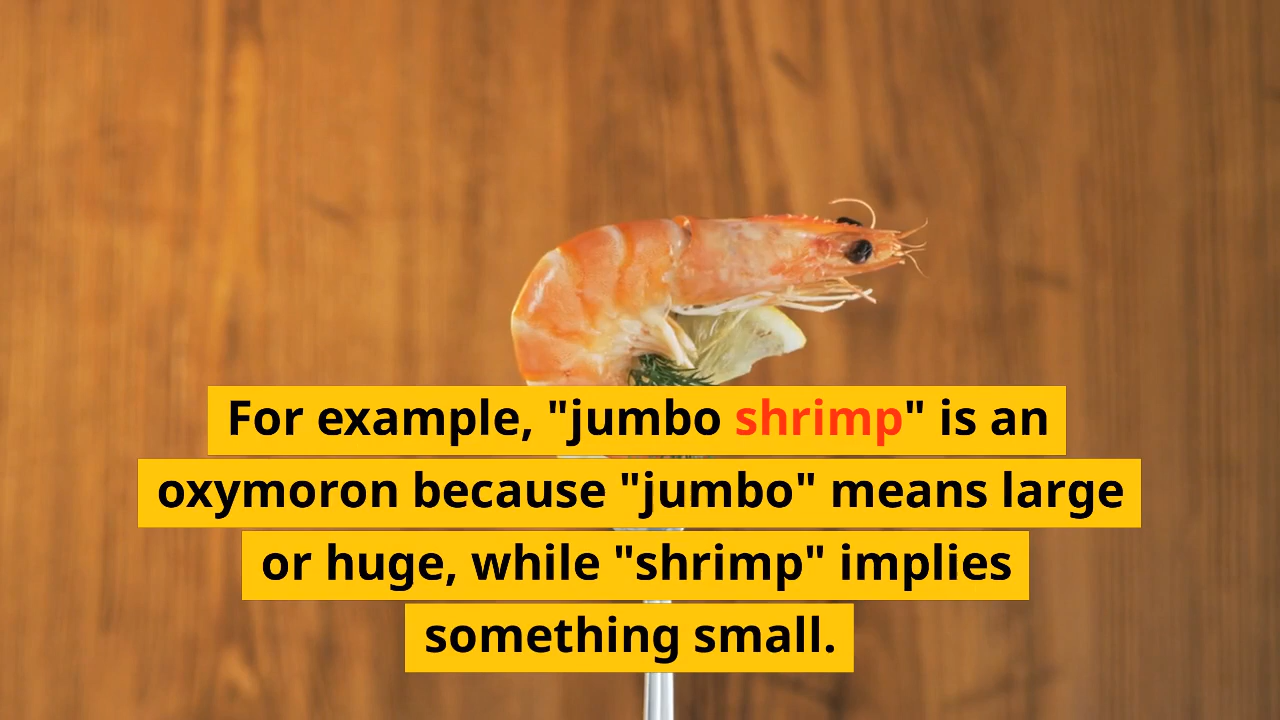 For example, "jumbo shrimp" is an
oxymoron because "jumbo" means large
or huge, while "shrimp" implies
something small.